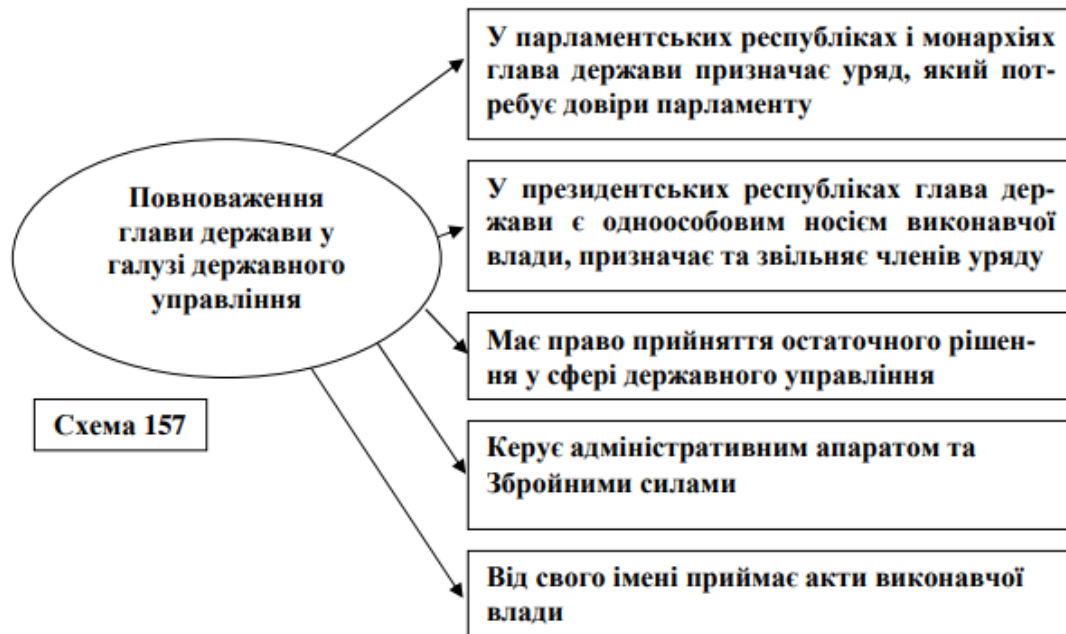 У парламентських республіках і монархіях
глава держави призначає уряд, який пот-
ребує довіри парламенту
Повноваження
глави держави у
галузі державного
управління
У президентських республіках глава дер-
жави є одноособовим носієм виконавчої
влади, призначає та звільняє членів уряду
Має право прийняття остаточного рішен-
ня у сфері державного управління
Схема 157
Керує адміністративним апаратом та
Збройними силами
Від свого імені приймає акти виконавчої
влади